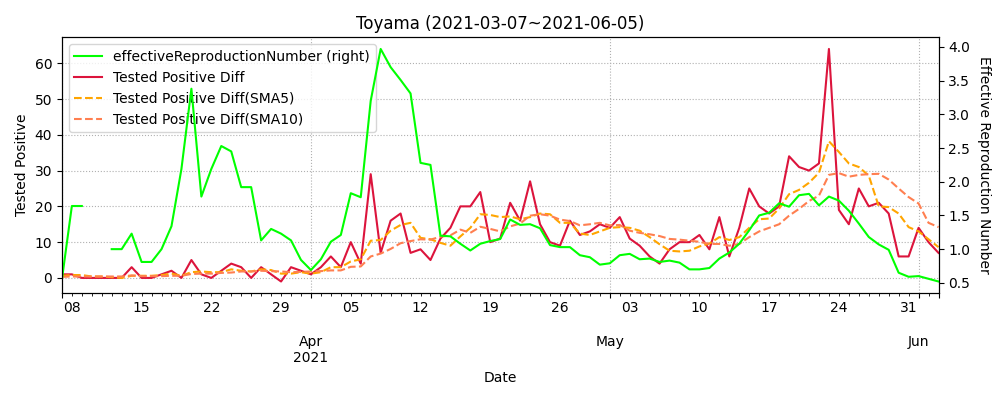 Toyama (2021-03-07~2021-06-05)
effectiveReproductionNumber (right)
Tested Positive Diff
Tested Positive Diff(SMA5)
Tested Positive Diff(SMA10)
Tested Positive
60
50
40
30
20
10
0
4.0
3.5
3.0
2.5
2.0
1.5
1.0
0.5
Effective Reproduction Number
08 15 22 29 05 12 19 26 03 10 17 24 31
Apr May Jun
2021
Date